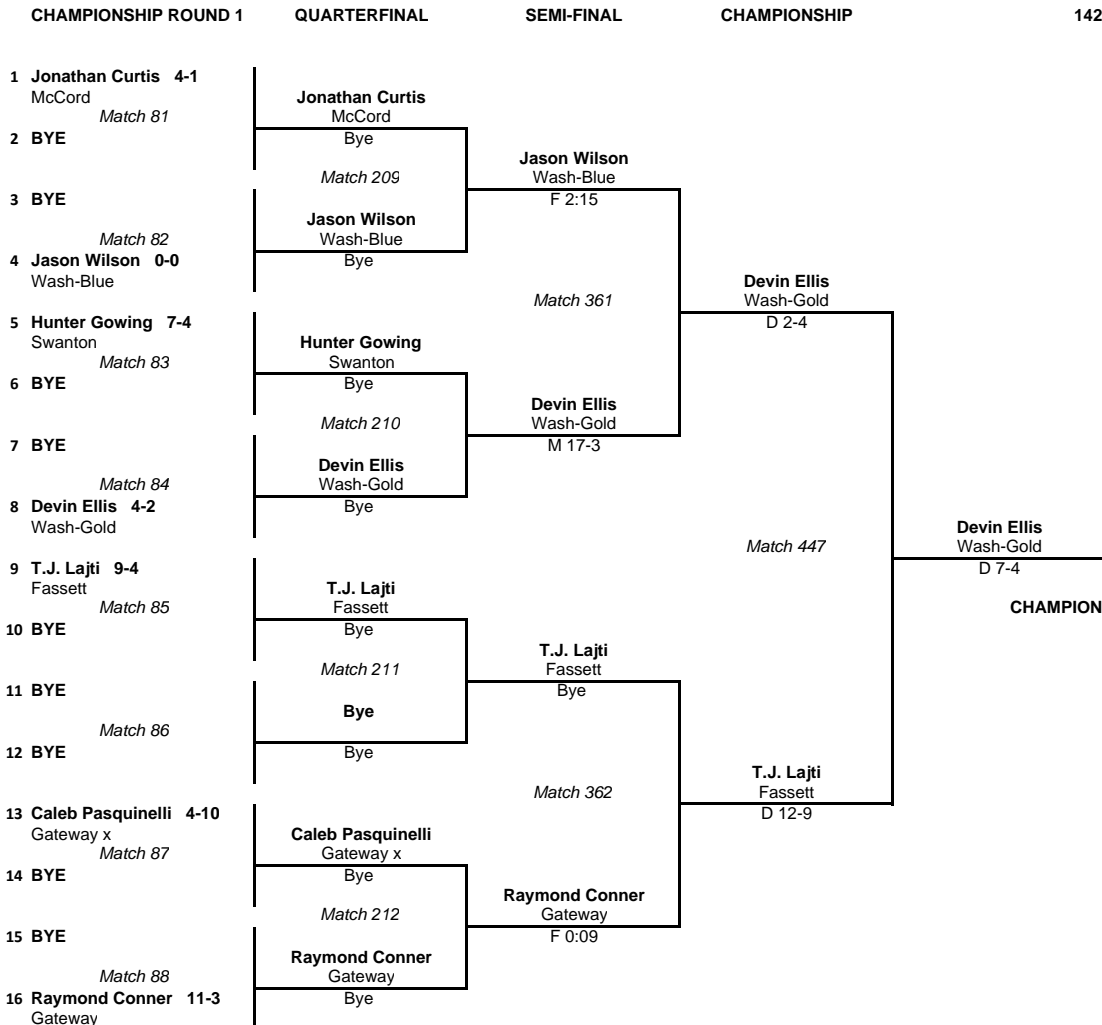 CHAMPIONSHIP ROUND 1 QUARTERFINAL SEMI-FINAL CHAMPIONSHIP 142
1 Jonathan Curtis 4-1
McCord
Match 81
2 BYE
3 BYE
Match 82
4 Jason Wilson 0-0
Wash-Blue
5 Hunter Gowing 7-4
Swanton
Match 83
6 BYE
7 BYE
Match 84
8 Devin Ellis 4-2
Wash-Gold
9 T.J. Lajti 9-4
Fassett
Match 85
10 BYE
11 BYE
Match 86
12 BYE
13 Caleb Pasquinelli 4-10
Gateway x
Match 87
14 BYE
15 BYE
Match 88
16 Raymond Conner 11-3
Gateway
Jonathan Curtis
McCord
Bye
Match 209
Jason Wilson
Wash-Blue
Bye
Hunter Gowing
Swanton
Bye
Match 210
Devin Ellis
Wash-Gold
Bye
T.J. Lajti
Fassett
Bye
Match 211
Bye
Bye
Caleb Pasquinelli
Gateway x
Bye
Match 212
Raymond Conner
Gateway
Bye
Jason Wilson
Wash-Blue
F 2:15
Match 361
Devin Ellis
Wash-Gold
M 17-3
T.J. Lajti
Fassett
Bye
Match 362
Raymond Conner
Gateway
F 0:09
Devin Ellis
Wash-Gold
D 2-4
Match 447
T.J. Lajti
Fassett
D 12-9
Devin Ellis
Wash-Gold
D 7-4
CHAMPION